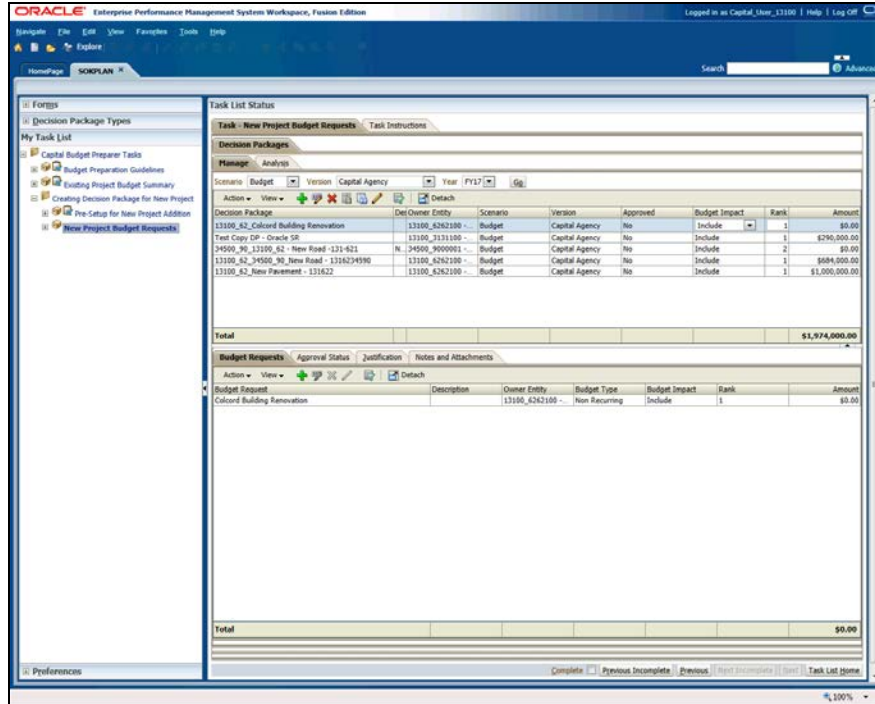 ORACLE Enterprise Performance Management System Workspace, Fusion Edition
Logged in as Capital_User_13100 | Help | Log Off
Navigate File Edit View Favorites Tools Help
Explore
HomePage SOKPLAN
Search Advanced
Forms
Decision Package Types
My Task List
Capital Budget Preparer Tasks
Budget Preparation Guidelines
Existing Project Budget Summary
Creating Decision Package for New Project
Pre-Setup for New Project Addition
New Project Budget Requests
Preferences
Task List Status
Task - New Project Budget Requests Task Instructions
Decision Packages
Manage Analysis
Scenario Budget Version Capital Agency Year FY17 Go
Action View Detach
Decision Package Des Owner Entity Scenario Version Approved Budget Impact Rank Amount
13100_62_Colcord Building Renovation 13100_6262100 -... Budget Capital Agency No Include 1 $0.00
Test Copy DP - Oracle SR 13100_3131100 -... Budget Capital Agency No Include 1 $290,000.00
34500_90_13100_62 - New Road -131-621 N... 34500_9000001 -... Budget Capital Agency No Include 2 $0.00
13100_62_34500_90_New Road - 1316234590 13100_6262100 -... Budget Capital Agency No Include 1 $684,000.00
13100_62_New Pavement - 131622 13100_6262100 -... Budget Capital Agency No Include 1 $1,000,000.00
Total $1,974,000.00
Budget Requests Approval Status Justification Notes and Attachments
Action View Detach
Budget Request Description Owner Entity Budget Type Budget Impact Rank Amount
Colcord Building Renovation 13100_6262100 -... Non Recurring Include 1 $0.00
Total $0.00
Complete Previous Incomplete Previous Next Incomplete Next Task List Home
100%